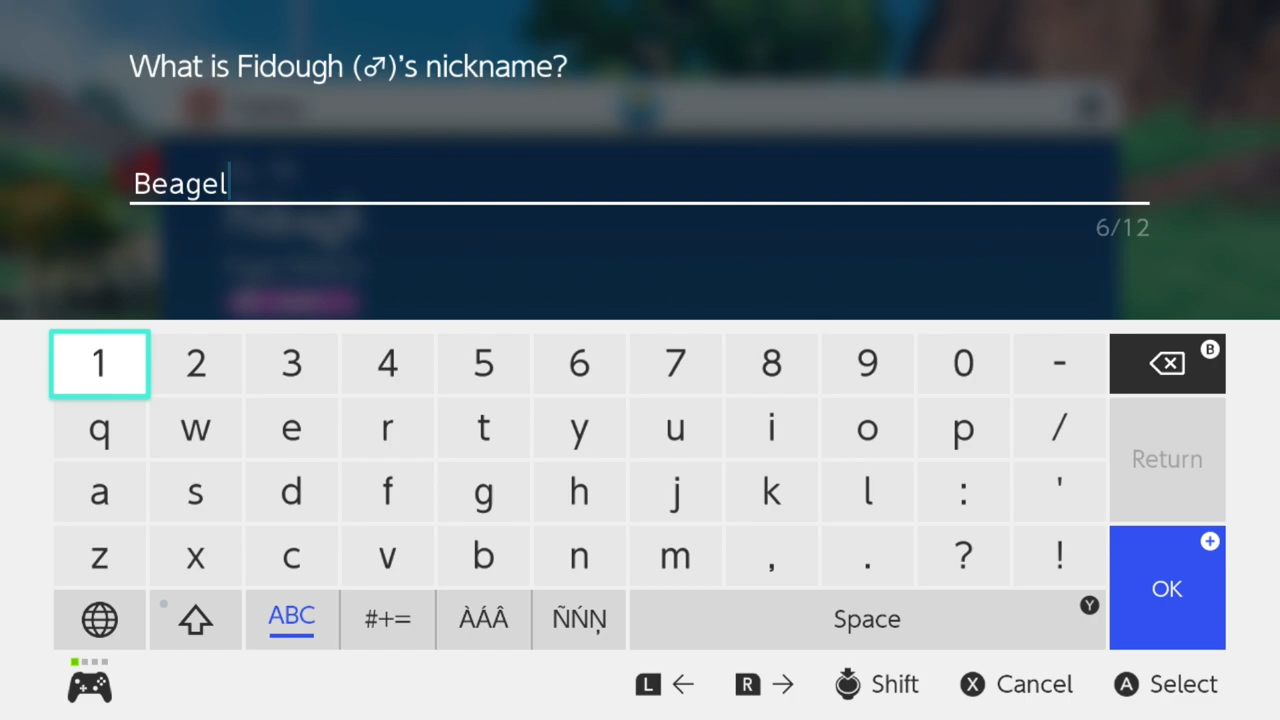 What is Fidough (♂)'s nickname?
Beagel
6/12
1 2 3 4 5 6 7 8 9 0 - B
q w e r t y u i o p / Return
a s d f g h j k l : '
z x c v b n m , . ? ! + OK
ABC #+= ÀÁÂ ÑŃŅ Space Y
L ← R → Shift X Cancel A Select